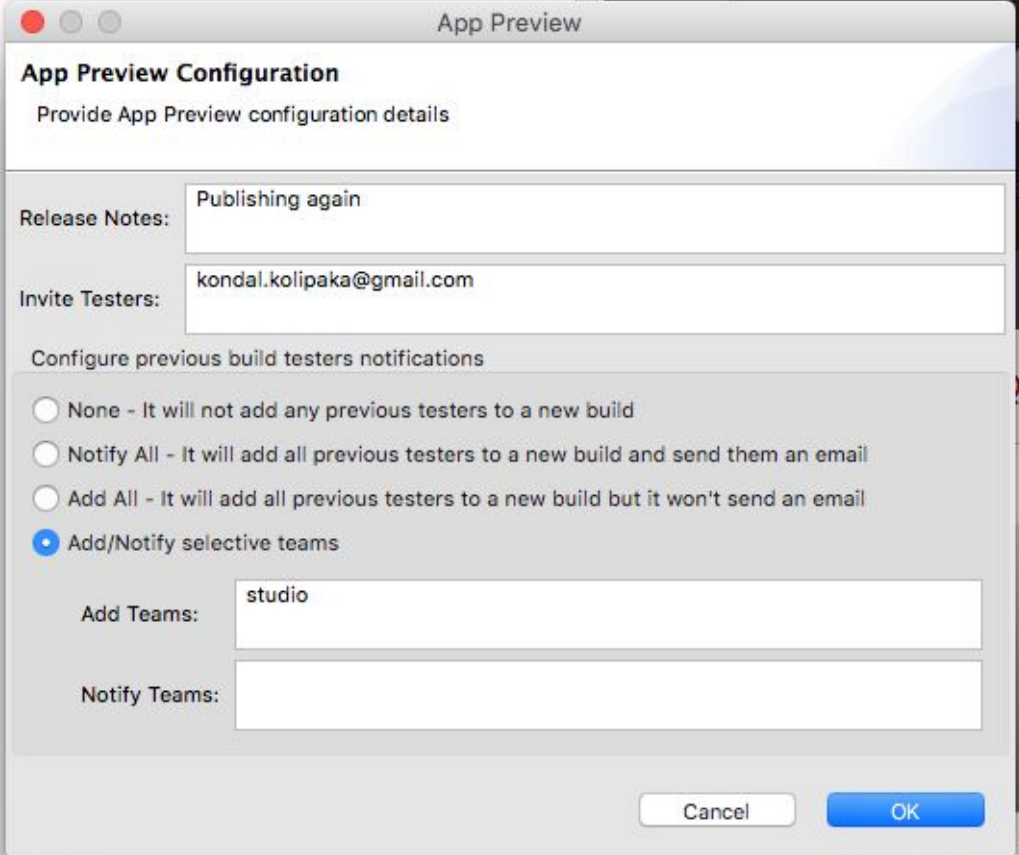 App Preview
App Preview Configuration
Provide App Preview configuration details
Release Notes: Publishing again
Invite Testers: kondal.kolipaka@gmail.com
Configure previous build testers notifications
None - It will not add any previous testers to a new build
Notify All - It will add all previous testers to a new build and send them an email
Add All - It will add all previous testers to a new build but it won't send an email
Add/Notify selective teams
Add Teams: studio
Notify Teams:
Cancel OK